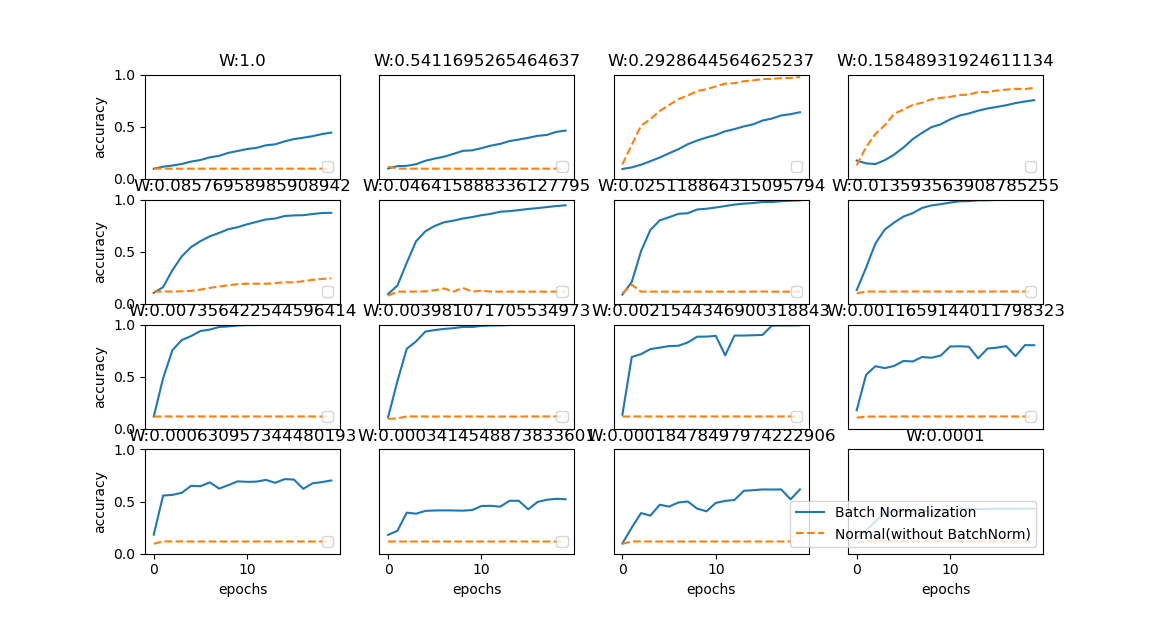 W:1.0 W:0.5411695265464637 W:0.2928644564625237 W:0.15848931924611134
1.0
accuracy
0.5
0.0
W:0.08576958985908942 W:0.046415888336127795 W:0.025118864315095794 W:0.013593563908785255
1.0
accuracy
0.5
0.0
W:0.007356422544596414 W:0.003981071705534973 W:0.0021544346900318843 W:0.0011659144011798323
1.0
accuracy
0.5
0.0
W:0.000630957344480193 W:0.0003414548873833601 W:0.00018478497974222906 W:0.0001
1.0
accuracy
0.5
0.0
Batch Normalization
Normal(without BatchNorm)
0 10 0 10 0 10 0 10
epochs epochs epochs epochs